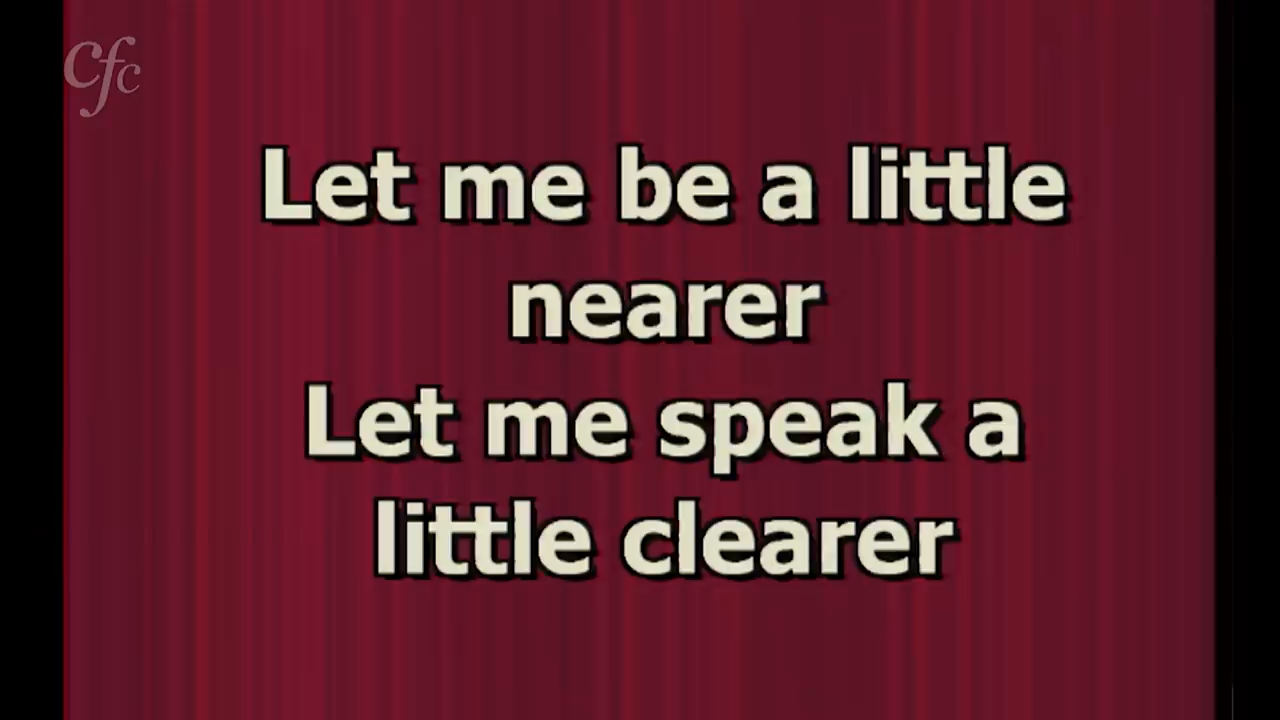 cfc
Let me be a little
nearer
Let me speak a
little clearer